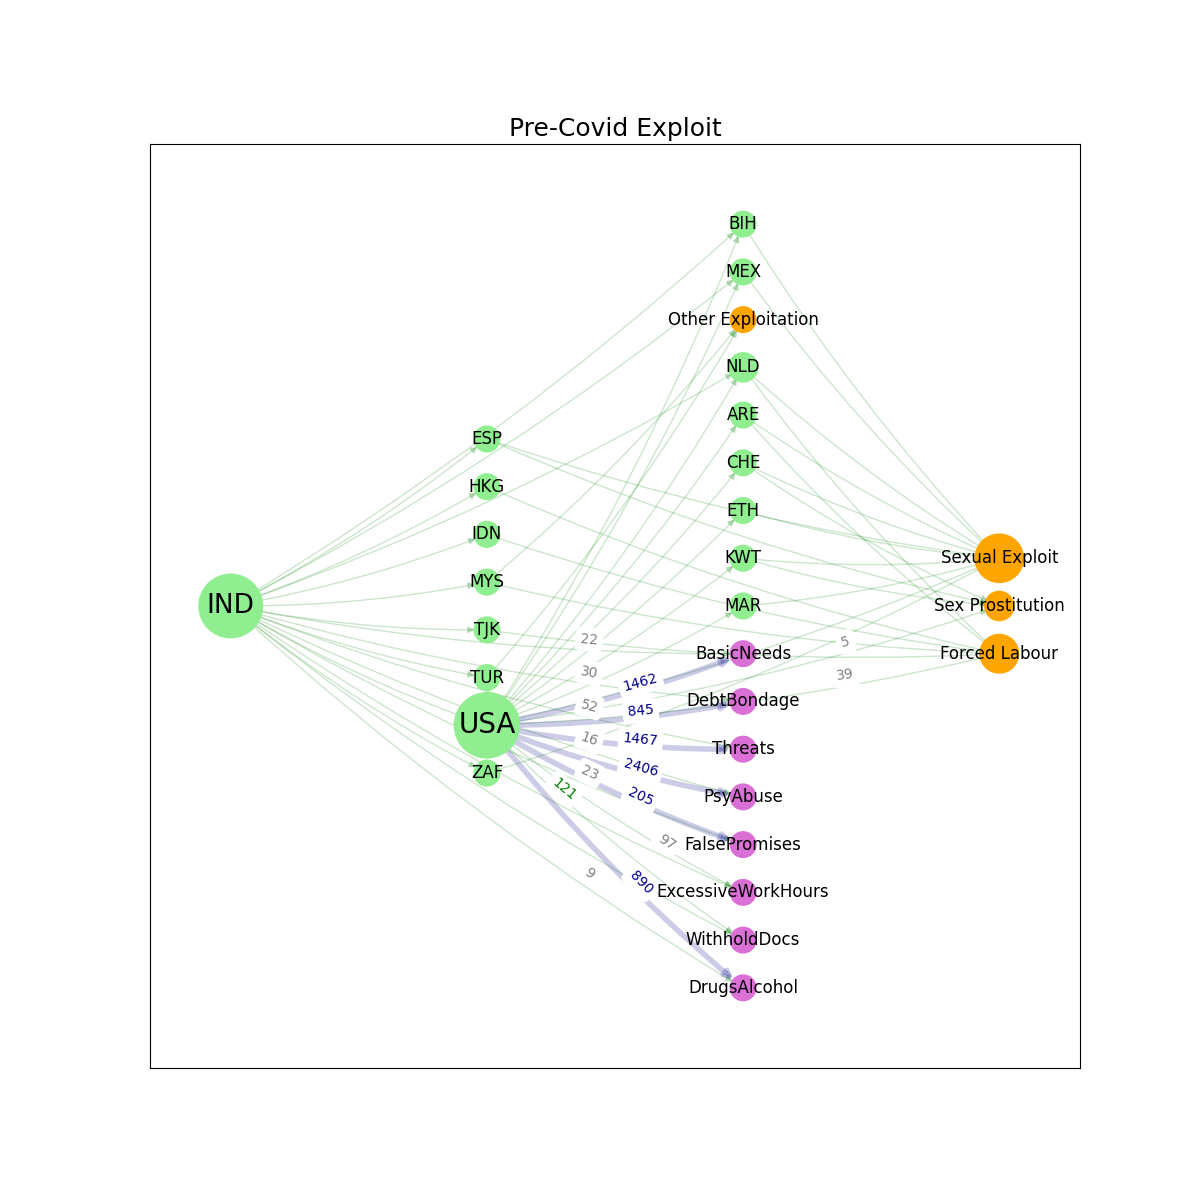 Pre-Covid Exploit
BIH
MEX
Other Exploitation
NLD
ARE
ESP
CHE
HKG
ETH
IDN
KWT
Sexual Exploit
MYS
IND
MAR
Sex Prostitution
TJK
22
5
BasicNeeds
Forced Labour
TUR
30
1462
39
DebtBondage
52
845
USA
16
1467
Threats
ZAF
23
2406
121
205
PsyAbuse
97
FalsePromises
9
890
ExcessiveWorkHours
WithholdDocs
DrugsAlcohol